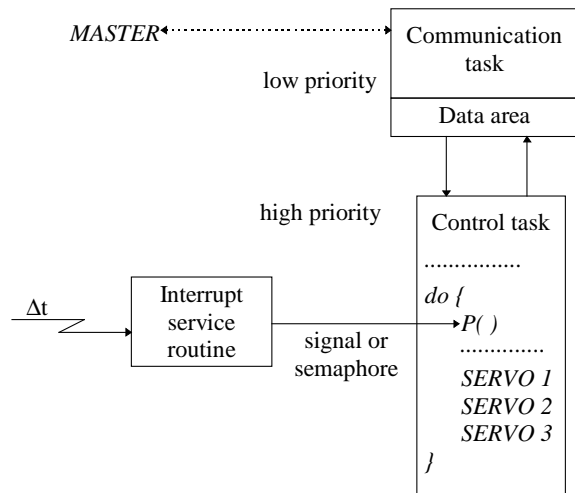 MASTER
Communication
task
low priority
Data area
high priority
Control task
................
do {
Δt
Interrupt
service
routine
P( )
signal or
semaphore
..............
SERVO 1
SERVO 2
SERVO 3
}